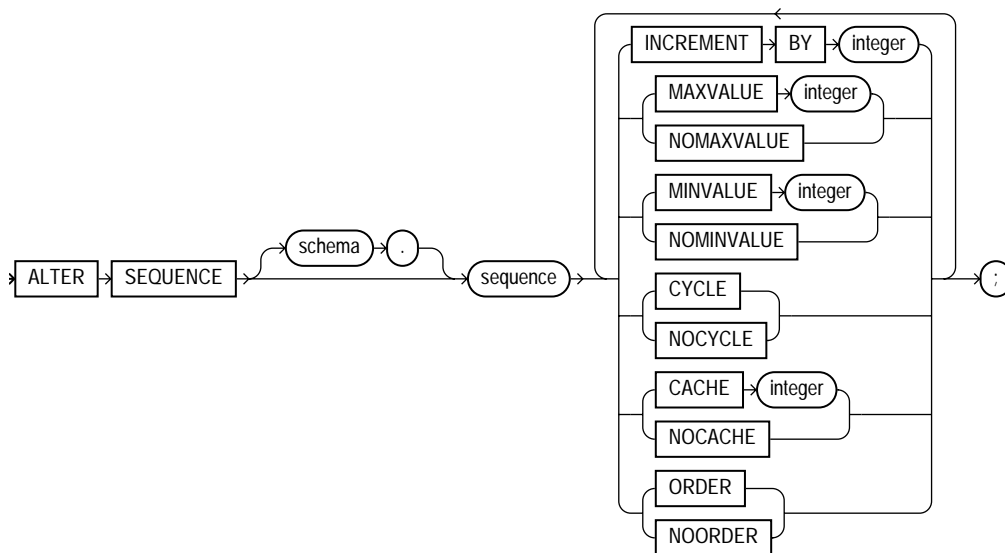 INCREMENT BY integer
MAXVALUE integer
NOMAXVALUE
MINVALUE integer
NOMINVALUE
schema .
ALTER SEQUENCE sequence ;
CYCLE
NOCYCLE
CACHE integer
NOCACHE
ORDER
NOORDER